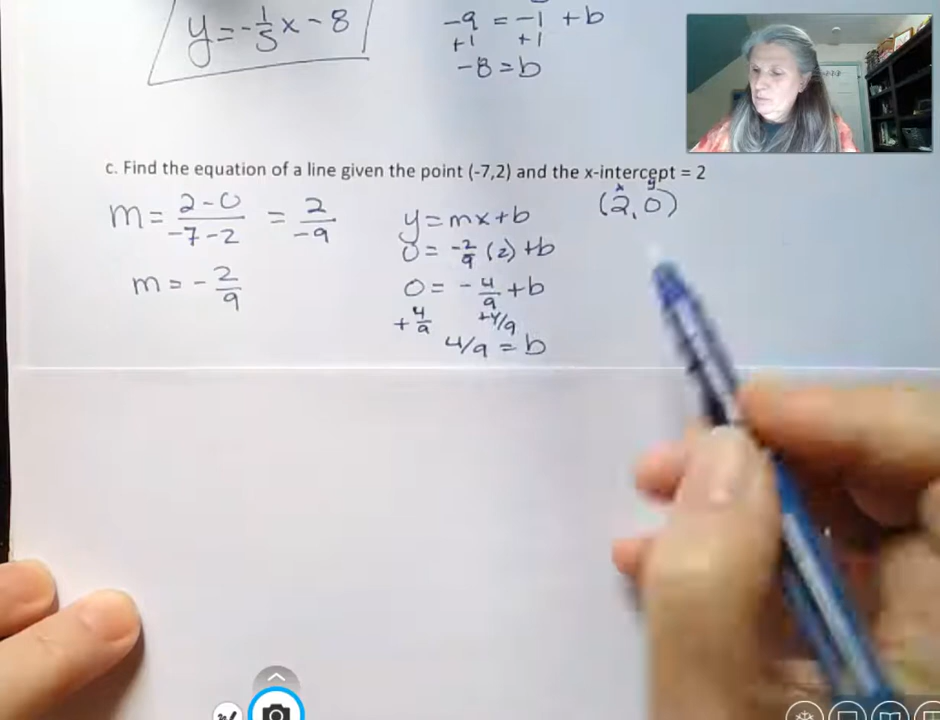 y = -1/5 x - 8
-9 = -1 + b
+1 +1
-8 = b
c. Find the equation of a line given the point (-7,2) and the x-intercept = 2
x y
(2, 0)
m = 2-0/-7-2 = 2/-9
m = -2/9
y = mx + b
0 = -2/9 (2) + b
0 = -4/9 + b
+4/9 +4/9
4/9 = b